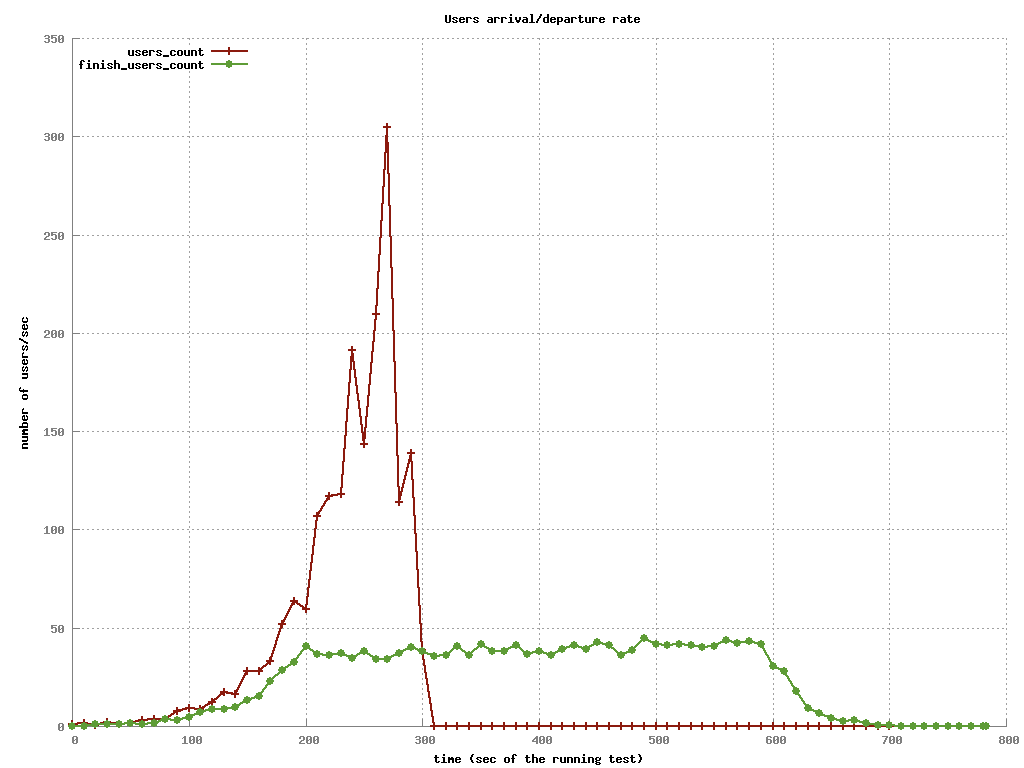 Users arrival/departure rate
350
users_count
finish_users_count
300
250
200
150
100
50
0
number of users/sec
0 100 200 300 400 500 600 700 800
time (sec of the running test)